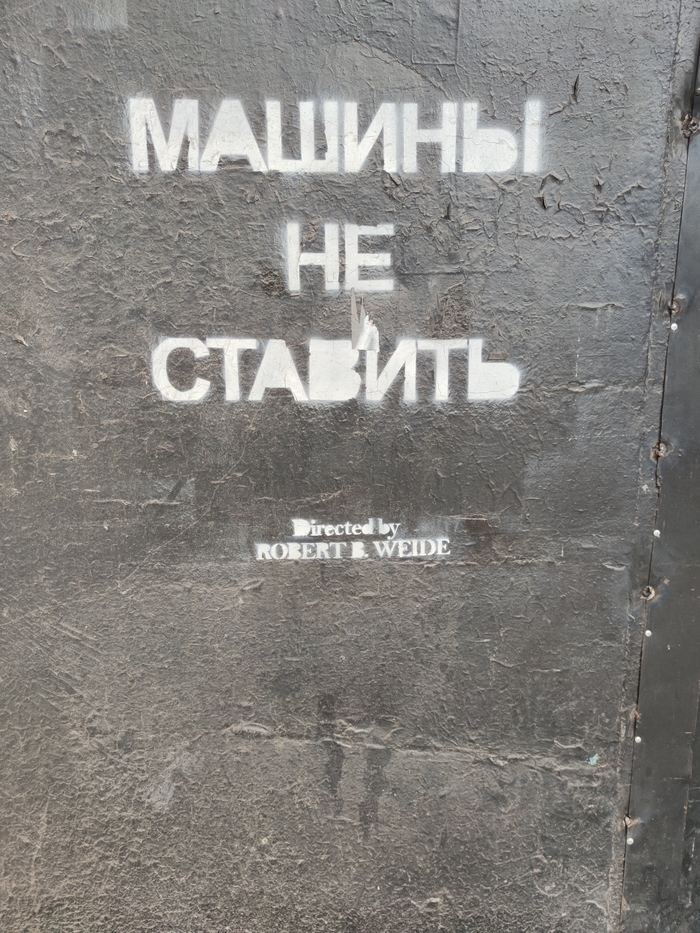 МАШИНЫ
НЕ
СТАВИТЬ
Directed by
ROBERT B. WEIDE